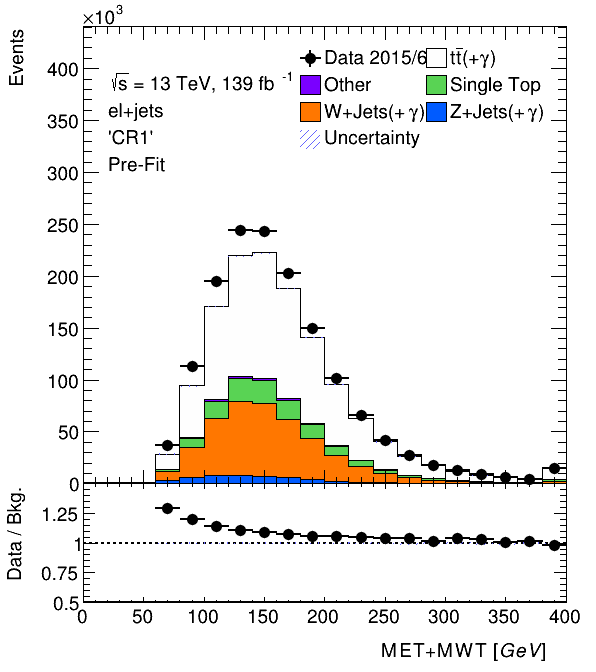 ×10³
Events
√s = 13 TeV, 139 fb⁻¹
el+jets
'CR1'
Pre-Fit
Data 2015/6
tt̄(+γ)
Other
Single Top
W+Jets(+γ)
Z+Jets(+γ)
Uncertainty
400
350
300
250
200
150
100
50
0
Data / Bkg.
1.25
1
0.75
0.5
0 50 100 150 200 250 300 350 400
MET+MWT [GeV]